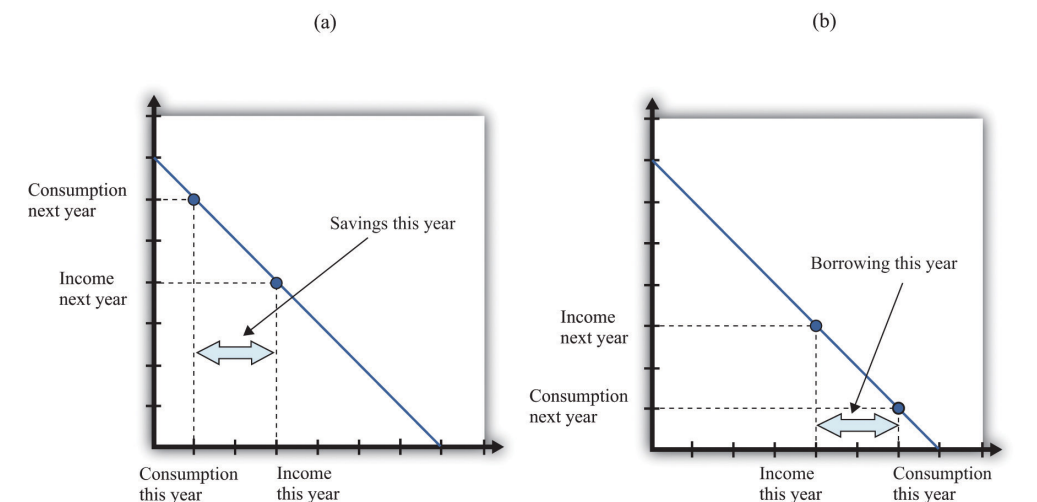 (a)
Consumption
next year
Savings this year
Income
next year
Consumption
this year
Income
this year
(b)
Borrowing this year
Income
next year
Consumption
next year
Income
this year
Consumption
this year